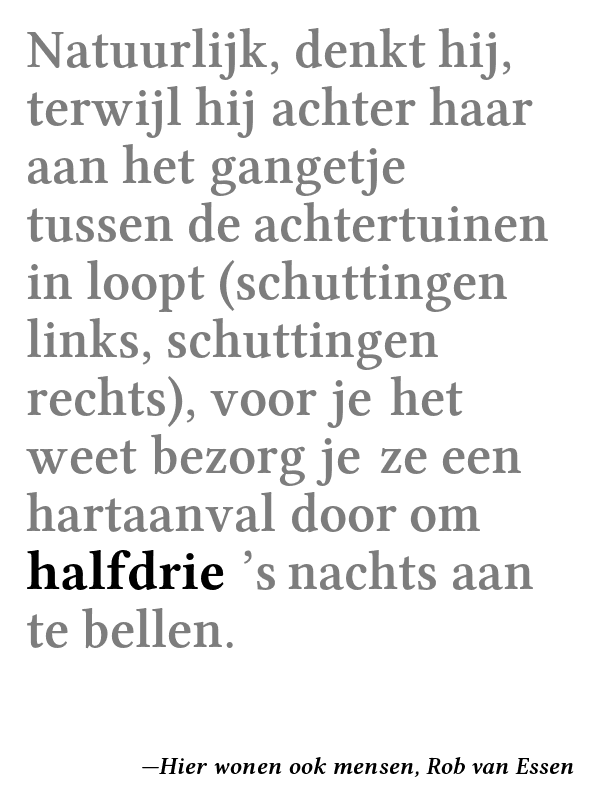 Natuurlijk, denkt hij,
terwijl hij achter haar
aan het gangetje
tussen de achtertuinen
in loopt (schuttingen
links, schuttingen
rechts), voor je het
weet bezorg je ze een
hartaanval door om
halfdrie ’s nachts aan
te bellen.
—Hier wonen ook mensen, Rob van Essen